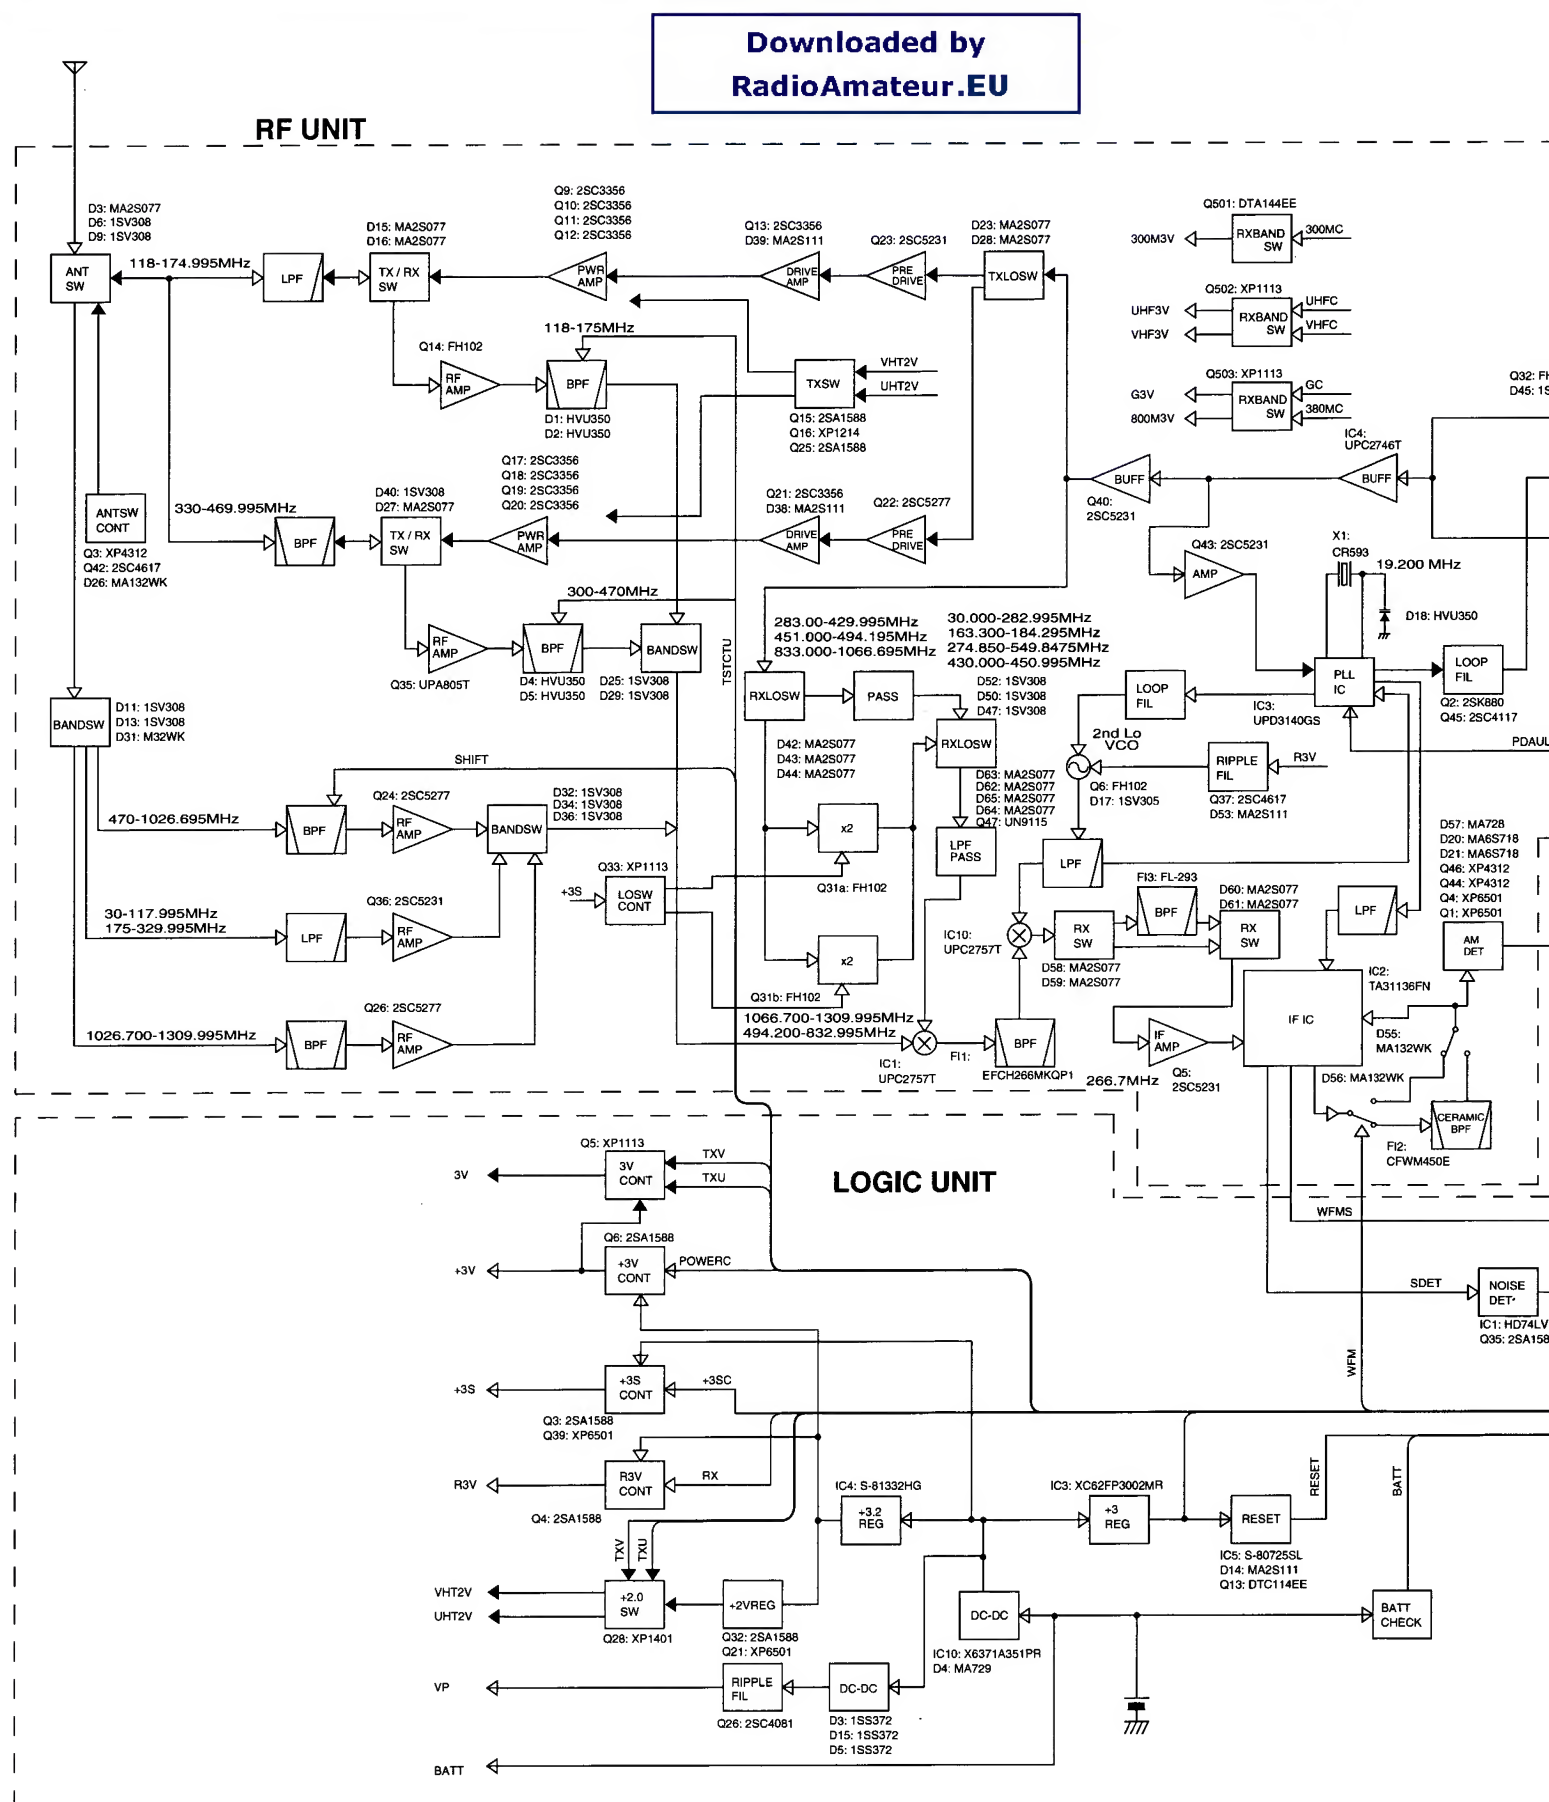 Downloaded by
RadioAmateur.EU
RF UNIT
D3: MA2S077
D6: 1SV308
D9: 1SV308
ANT
SW
118-174.995MHz
LPF
D15: MA2S077
D16: MA2S077
TX / RX
SW
Q9: 2SC3356
Q10: 2SC3356
Q11: 2SC3356
Q12: 2SC3356
PWR
AMP
Q13: 2SC3356
D39: MA2S111
DRIVE
AMP
Q23: 2SC5231
PRE
DRIVE
D23: MA2S077
D28: MA2S077
TXLOSW
Q501: DTA144EE
300M3V
RXBAND
SW
300MC
Q502: XP1113
UHF3V
VHF3V
RXBAND
SW
UHFC
VHFC
Q503: XP1113
G3V
800M3V
RXBAND
SW
GC
380MC
Q32: FH
D45: 1S
118-175MHz
Q14: FH102
RF
AMP
BPF
D1: HVU350
D2: HVU350
TXSW
VHT2V
UHT2V
Q15: 2SA1588
Q16: XP1214
Q25: 2SA1588
IC4:
UPC2746T
BUFF
BUFF
Q40:
2SC5231
ANTSW
CONT
Q3: XP4312
Q42: 2SC4617
D26: MA132WK
330-469.995MHz
BPF
D40: 1SV308
D27: MA2S077
TX / RX
SW
Q17: 2SC3356
Q18: 2SC3356
Q19: 2SC3356
Q20: 2SC3356
PWR
AMP
Q21: 2SC3356
D38: MA2S111
DRIVE
AMP
Q22: 2SC5277
PRE
DRIVE
Q43: 2SC5231
AMP
X1:
CR593
19.200 MHz
D18: HVU350
300-470MHz
RF
AMP
Q35: UPA805T
BPF
D4: HVU350
D5: HVU350
BANDSW
D25: 1SV308
D29: 1SV308
TSTCTU
283.00-429.995MHz
451.000-494.195MHz
833.000-1066.695MHz
30.000-282.995MHz
163.300-184.295MHz
274.850-549.8475MHz
430.000-450.995MHz
RXLOSW
PASS
D52: 1SV308
D50: 1SV308
D47: 1SV308
RXLOSW
LOOP
FIL
PLL
IC
IC3:
UPD3140GS
LOOP
FIL
Q2: 2SK880
Q45: 2SC4117
PDAUL
BANDSW
D11: 1SV308
D13: 1SV308
D31: M32WK
D42: MA2S077
D43: MA2S077
D44: MA2S077
2nd Lo
VCO
Q6: FH102
D17: 1SV305
RIPPLE
FIL
R3V
Q37: 2SC4617
D53: MA2S111
SHIFT
D63: MA2S077
D62: MA2S077
D65: MA2S077
D64: MA2S077
Q47: UN9115
LPF
PASS
470-1026.695MHz
BPF
Q24: 2SC5277
RF
AMP
BANDSW
D32: 1SV308
D34: 1SV308
D36: 1SV308
x2
Q31a: FH102
LPF
D57: MA728
D20: MA6S718
D21: MA6S718
Q46: XP4312
Q44: XP4312
Q4: XP6501
Q1: XP6501
Q33: XP1113
+3S
LOSW
CONT
30-117.995MHz
175-329.995MHz
LPF
Q36: 2SC5231
RF
AMP
x2
Q31b: FH102
IC10:
UPC2757T
RX
SW
D58: MA2S077
D59: MA2S077
FI3: FL-293
BPF
D60: MA2S077
D61: MA2S077
RX
SW
LPF
AM
DET
IC2:
TA31136FN
IF IC
1026.700-1309.995MHz
BPF
Q26: 2SC5277
RF
AMP
1066.700-1309.995MHz
494.200-832.995MHz
IC1:
UPC2757T
FI1:
BPF
EFCH266MKQP1
266.7MHz
IF
AMP
Q5:
2SC5231
D55:
MA132WK
D56: MA132WK
CERAMIC
BPF
FI2:
CFWM450E
LOGIC UNIT
Q5: XP1113
3V
3V
CONT
TXV
TXU
WFMS
Q6: 2SA1588
+3V
+3V
CONT
POWERC
SDET
NOISE
DET
IC1: HD74LV
Q35: 2SA158
WFM
+3S
+3S
CONT
+3SC
Q3: 2SA1588
Q39: XP6501
R3V
R3V
CONT
RX
Q4: 2SA1588
IC4: S-81332HG
+3.2
REG
IC3: XC62FP3002MR
+3
REG
RESET
RESET
BATT
IC5: S-80725SL
D14: MA2S111
Q13: DTC114EE
TXV
TXU
VHT2V
UHT2V
+2.0
SW
Q28: XP1401
+2VREG
Q32: 2SA1588
Q21: XP6501
DC-DC
IC10: X6371A351PR
D4: MA729
BATT
CHECK
VP
RIPPLE
FIL
Q26: 2SC4081
DC-DC
D3: 1SS372
D15: 1SS372
D5: 1SS372
BATT